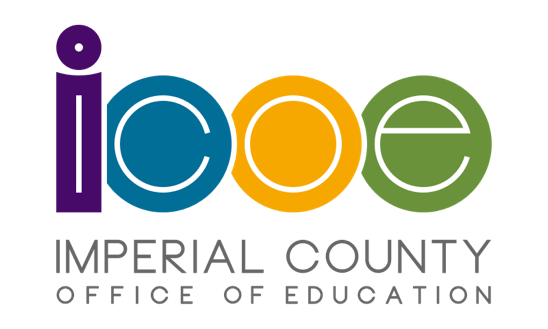 icoe
IMPERIAL COUNTY
OFFICE OF EDUCATION